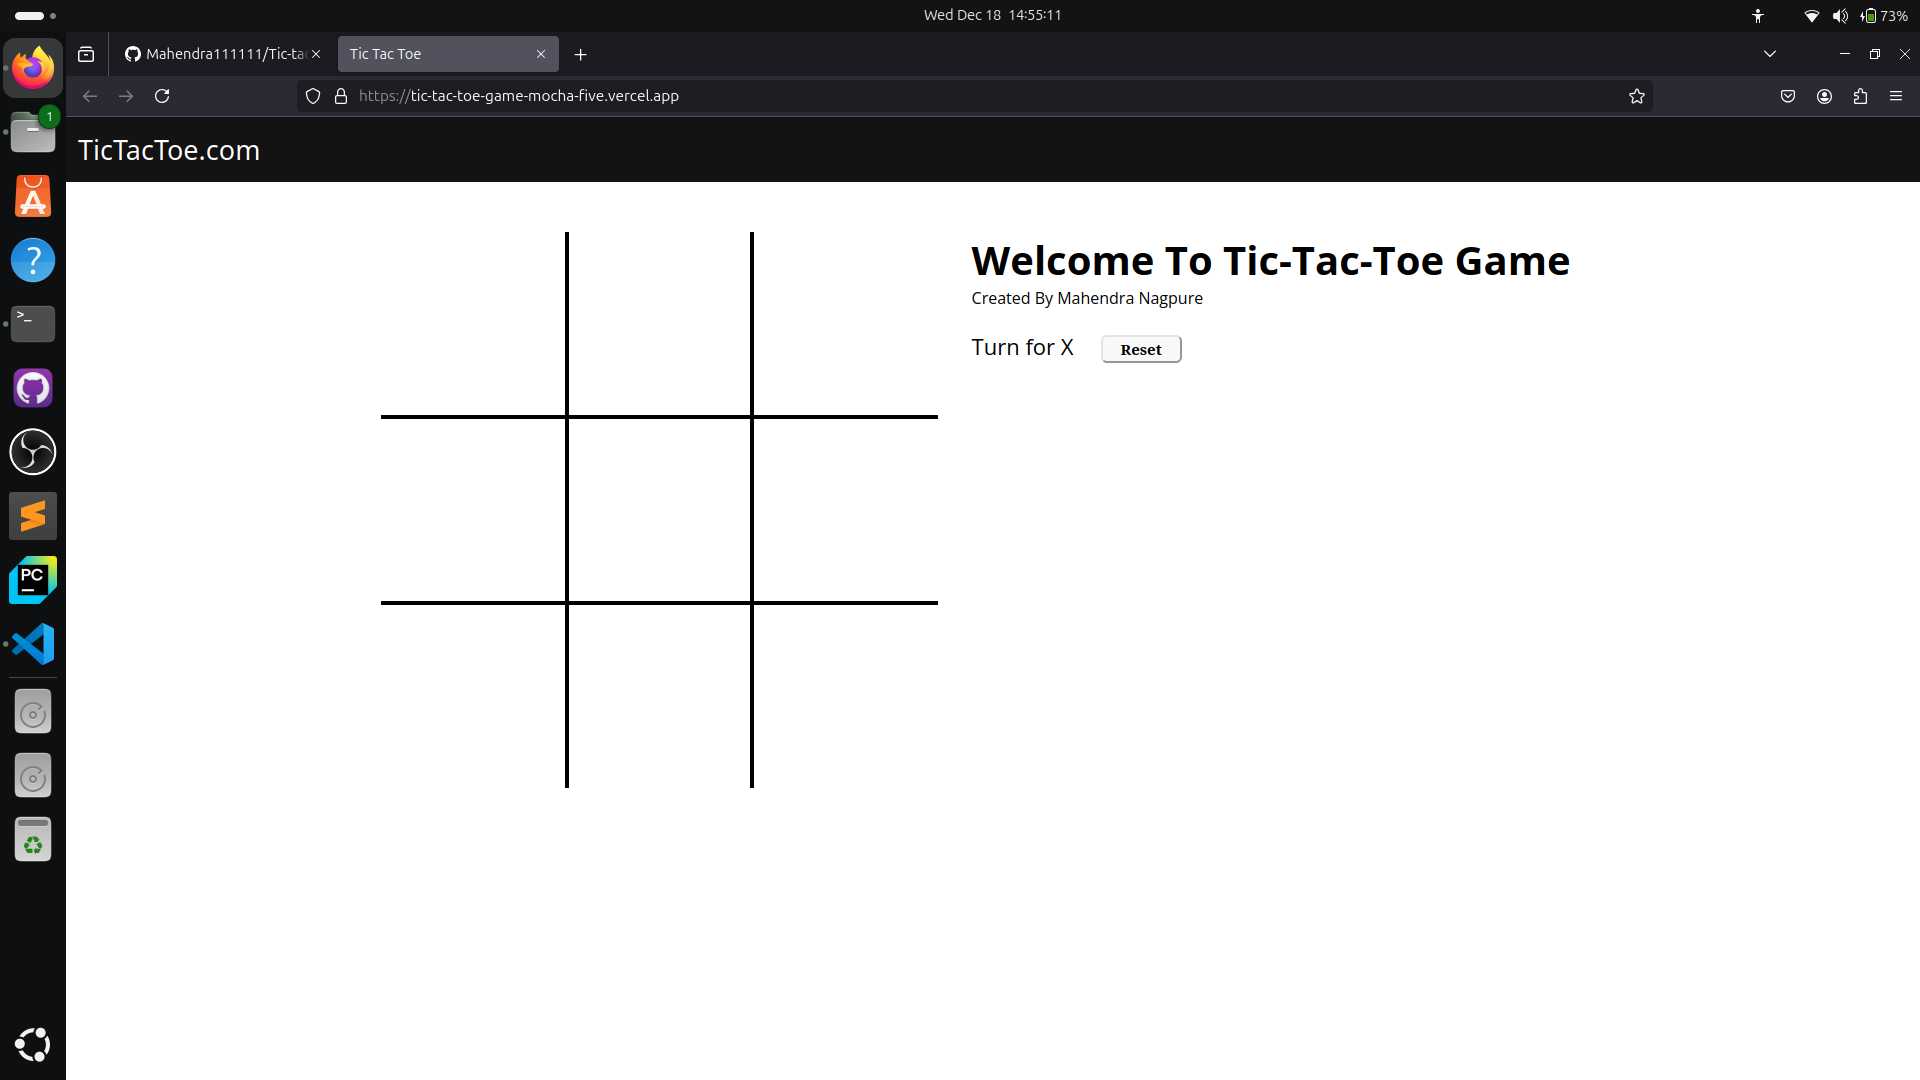 Wed Dec 18 14:55:11
73%
Mahendra111111/Tic-tac
Tic Tac Toe
https://tic-tac-toe-game-mocha-five.vercel.app
1
TicTacToe.com
Welcome To Tic-Tac-Toe Game
Created By Mahendra Nagpure
Turn for X
Reset
?
>_
PC